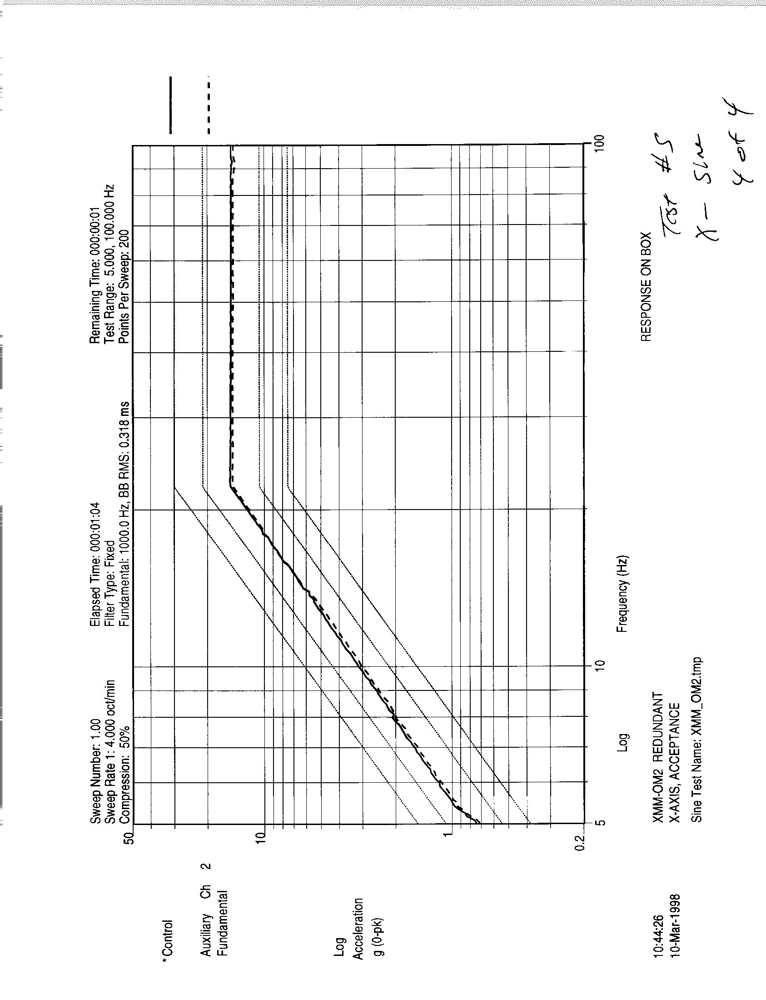 Sweep Number: 1.00
Elapsed Time: 000:01:04
Remaining Time: 000:00:01
Sweep Rate 1: 4.000 oct/min
Filter Type: Fixed
Test Range: 5.000, 100.000 Hz
Compression: 50%
Fundamental: 1000.0 Hz, BB RMS: 0.318 ms
Points Per Sweep: 200
*Control
Auxiliary Ch 2
Fundamental
Log
Acceleration
g (0-pk)
50
10
1
0.2
5
10
100
Log
Frequency (Hz)
10:44:26
10-Mar-1998
XMM-OM2 REDUNDANT
X-AXIS, ACCEPTANCE
Sine Test Name: XMM_OM2.tmp
RESPONSE ON BOX
Test #5
X - Sine
4 of 4